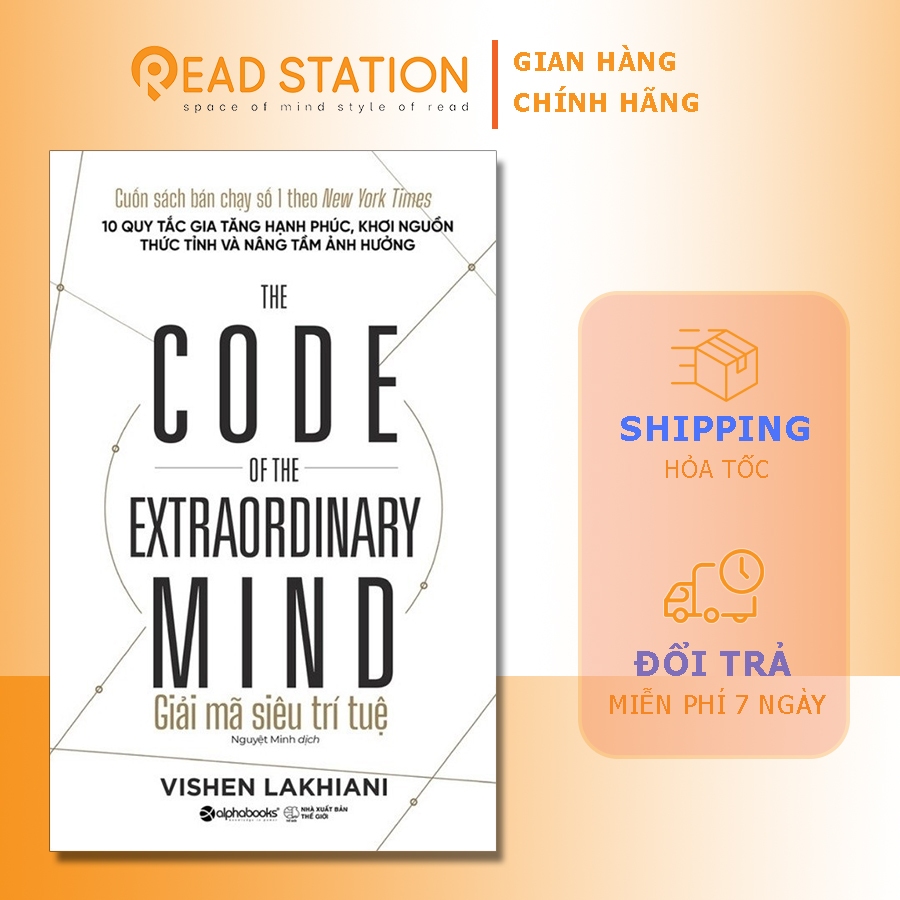 READ STATION
space of mind style of read
GIAN HÀNG
CHÍNH HÃNG
Cuốn sách bán chạy số 1 theo New York Times
10 QUY TẮC GIA TĂNG HẠNH PHÚC, KHƠI NGUỒN
THỨC TỈNH VÀ NÂNG TẦM ẢNH HƯỞNG
THE
CODE
OF THE
EXTRAORDINARY
MIND
Giải mã siêu trí tuệ
Nguyệt Minh dịch
VISHEN LAKHIANI
alphabooks
knowledge is power
NHÀ XUẤT BẢN
THẾ GIỚI
SHIPPING
HỎA TỐC
ĐỔI TRẢ
MIỄN PHÍ 7 NGÀY